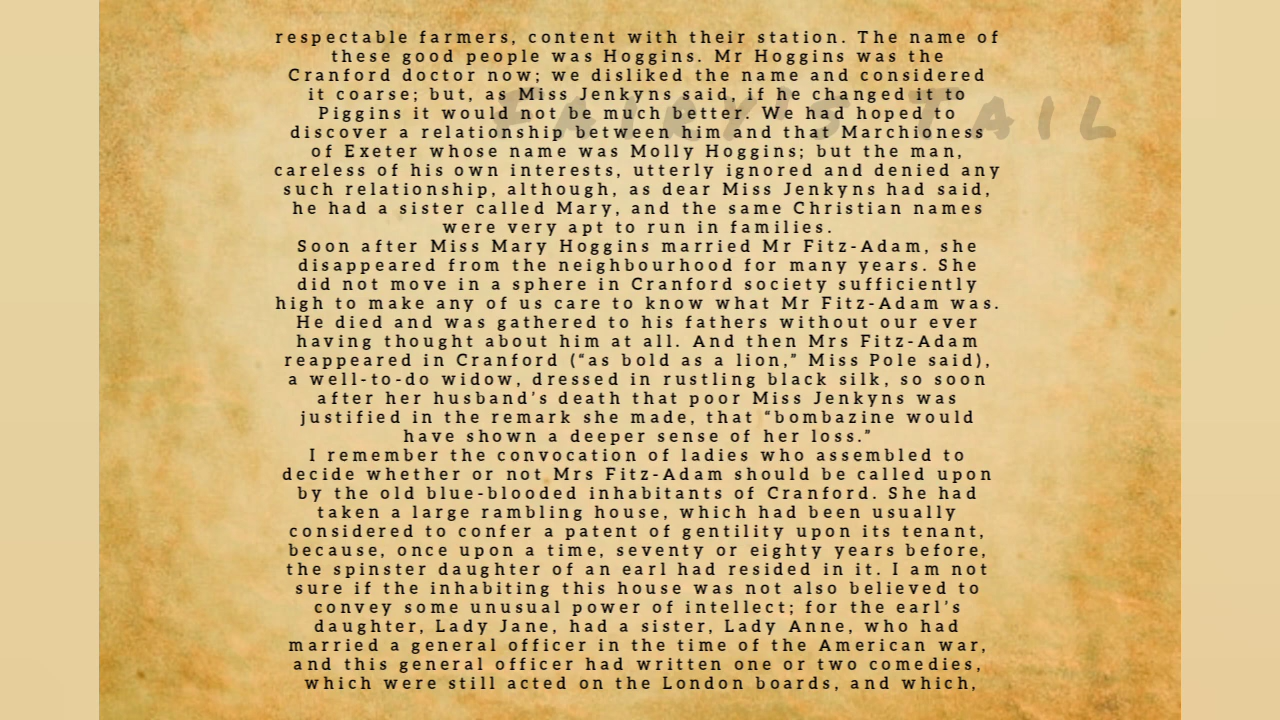 respectable farmers, content with their station. The name of
these good people was Hoggins. Mr Hoggins was the
Cranford doctor now; we disliked the name and considered
it coarse; but, as Miss Jenkyns said, if he changed it to
Piggins it would not be much better. We had hoped to
discover a relationship between him and that Marchioness
of Exeter whose name was Molly Hoggins; but the man,
careless of his own interests, utterly ignored and denied any
such relationship, although, as dear Miss Jenkyns had said,
he had a sister called Mary, and the same Christian names
were very apt to run in families.
Soon after Miss Mary Hoggins married Mr Fitz-Adam, she
disappeared from the neighbourhood for many years. She
did not move in a sphere in Cranford society sufficiently
high to make any of us care to know what Mr Fitz-Adam was.
He died and was gathered to his fathers without our ever
having thought about him at all. And then Mrs Fitz-Adam
reappeared in Cranford (“as bold as a lion,” Miss Pole said),
a well-to-do widow, dressed in rustling black silk, so soon
after her husband’s death that poor Miss Jenkyns was
justified in the remark she made, that “bombazine would
have shown a deeper sense of her loss.”
I remember the convocation of ladies who assembled to
decide whether or not Mrs Fitz-Adam should be called upon
by the old blue-blooded inhabitants of Cranford. She had
taken a large rambling house, which had been usually
considered to confer a patent of gentility upon its tenant,
because, once upon a time, seventy or eighty years before,
the spinster daughter of an earl had resided in it. I am not
sure if the inhabiting this house was not also believed to
convey some unusual power of intellect; for the earl’s
daughter, Lady Jane, had a sister, Lady Anne, who had
married a general officer in the time of the American war,
and this general officer had written one or two comedies,
which were still acted on the London boards, and which,
FAIRY'S TAIL